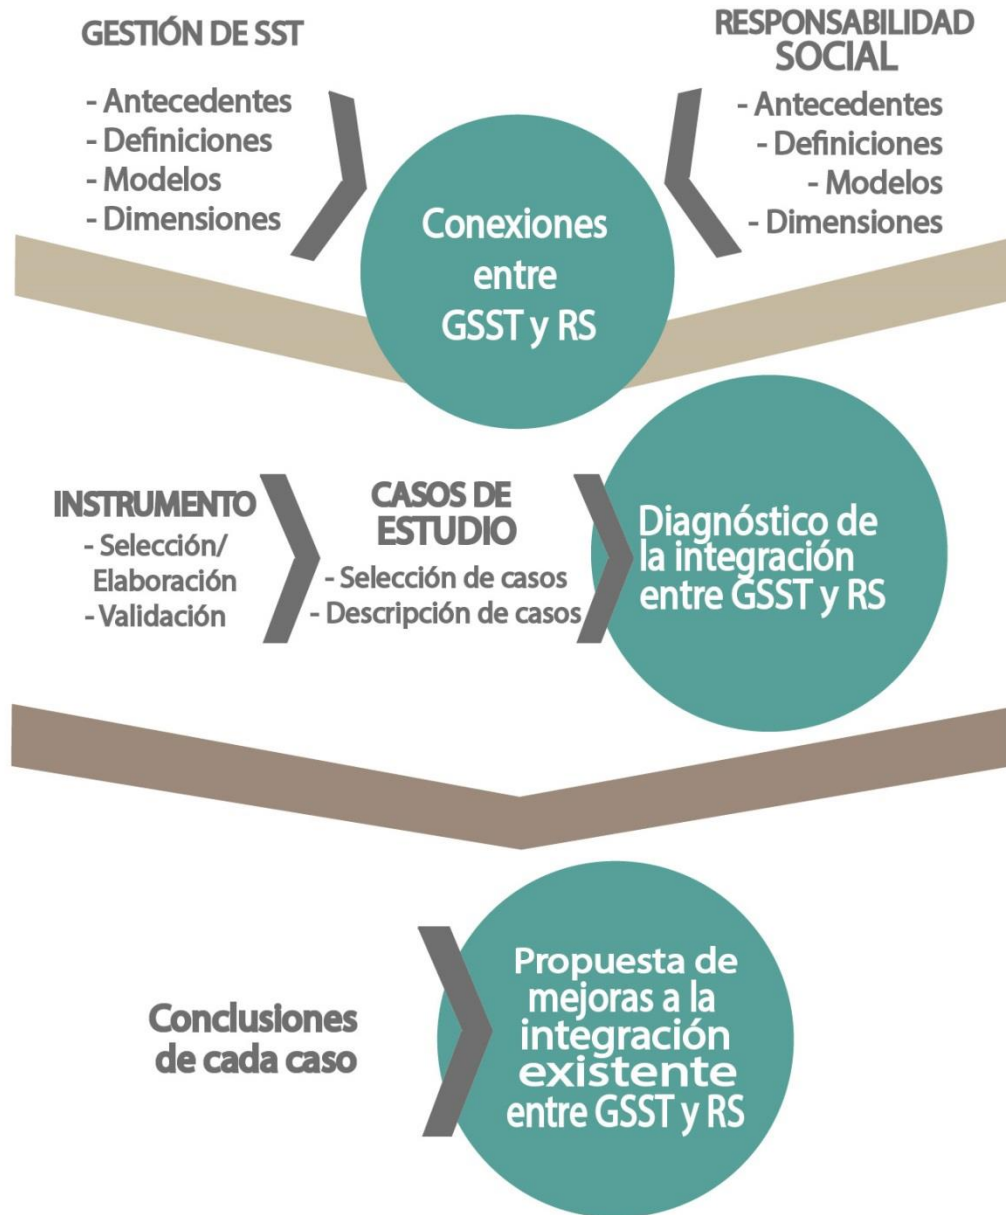 GESTIÓN DE SST
- Antecedentes
- Definiciones
- Modelos
- Dimensiones
RESPONSABILIDAD
SOCIAL
- Antecedentes
- Definiciones
- Modelos
- Dimensiones
Conexiones
entre
GSST y RS
INSTRUMENTO
- Selección/
Elaboración
- Validación
CASOS DE
ESTUDIO
- Selección de casos
- Descripción de casos
Diagnóstico de
la integración
entre GSST y RS
Conclusiones
de cada caso
Propuesta de
mejoras a la
integración
existente
entre GSST y RS